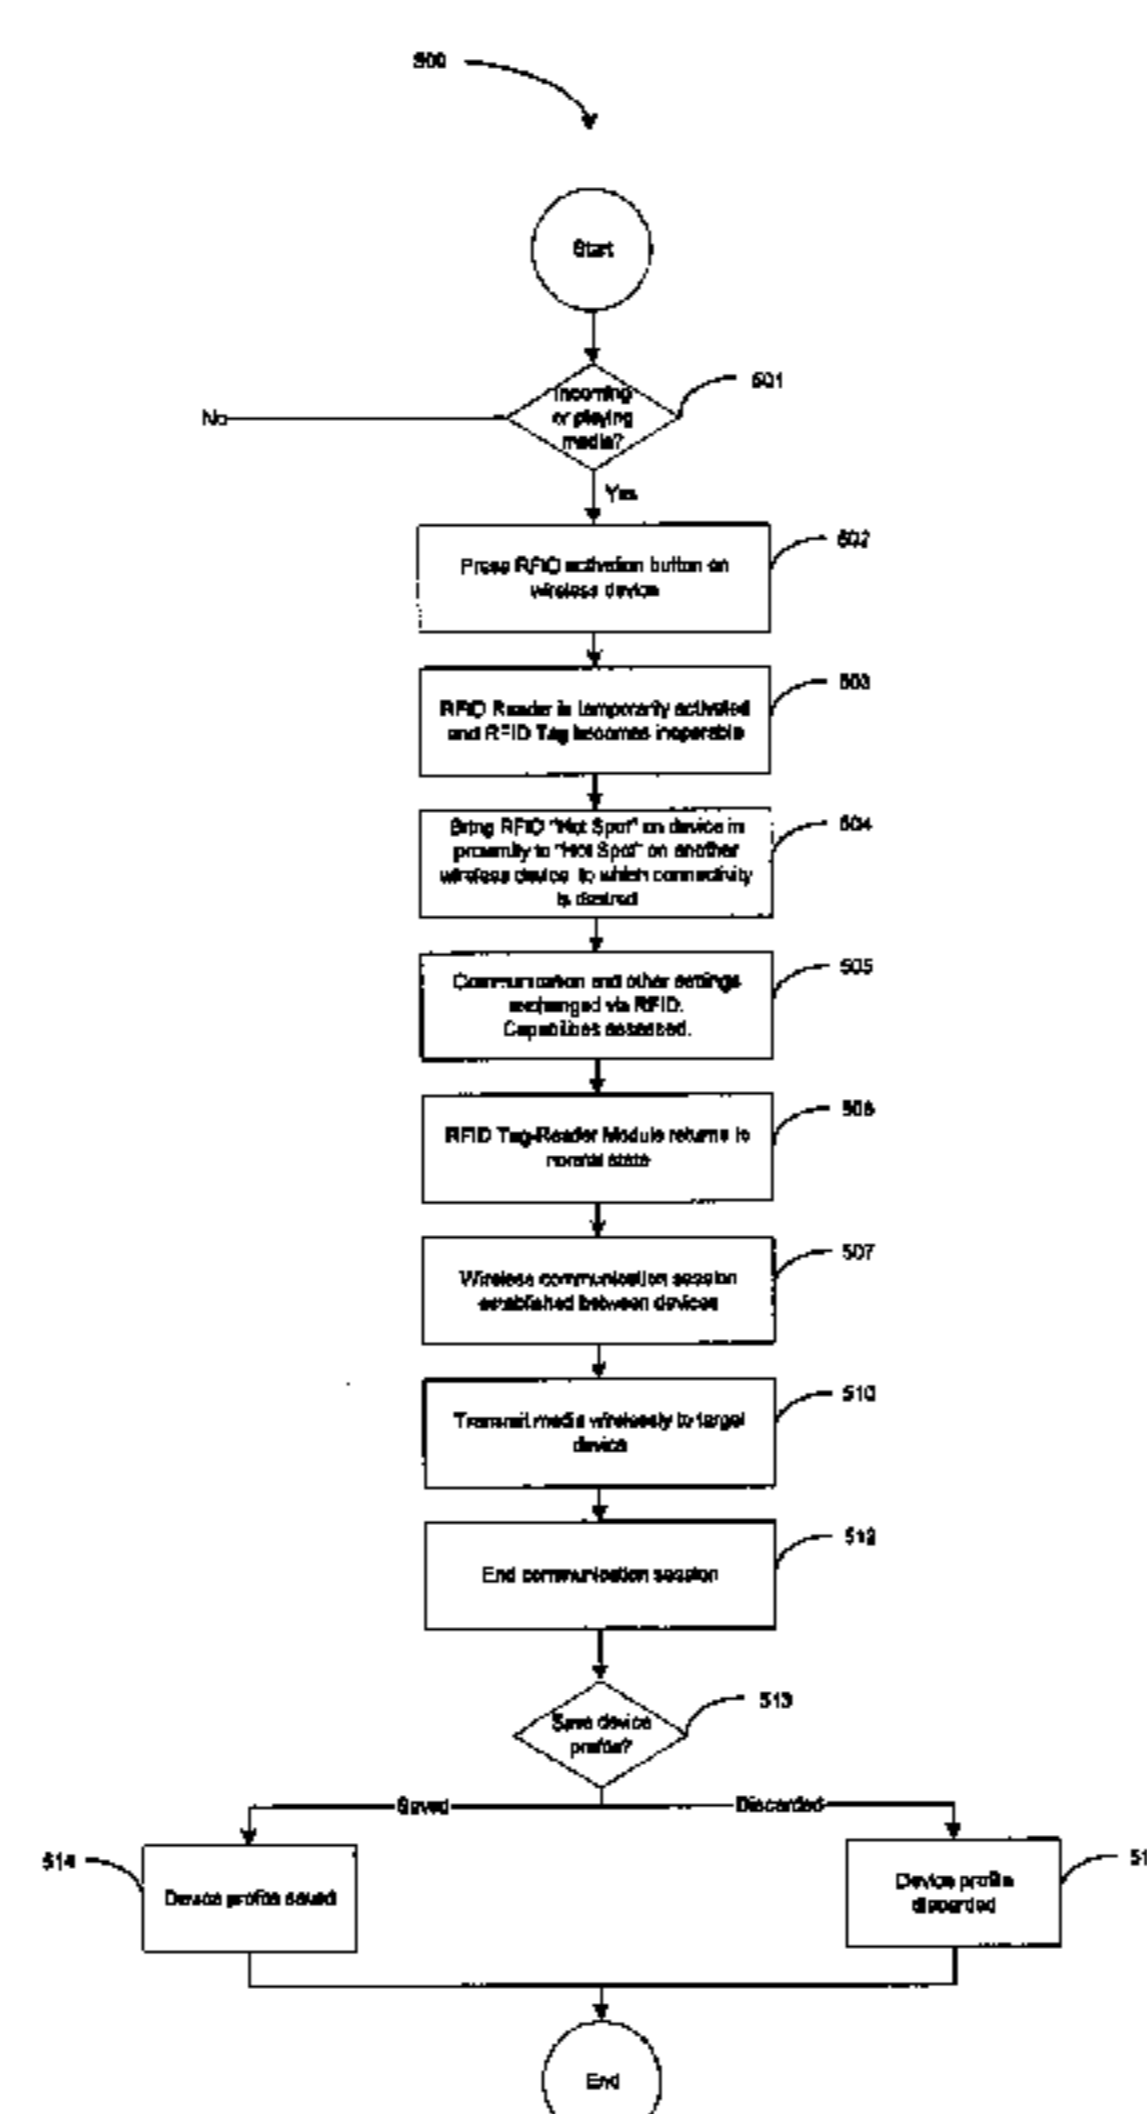 500
Start
501
Incoming
or playing
media?
No
Yes
502
Press RFID activation button on
wireless device
503
RFID Reader is temporarily activated
and RFID Tag becomes inoperable
504
Bring RFID "Hot Spot" on device in
proximity to "Hot Spot" on another
wireless device to which connectivity
is desired
505
Communication and other settings
exchanged via RFID.
Capabilities assessed.
506
RFID Tag-Reader Module returns to
normal state
507
Wireless communication session
established between devices
510
Transmit media wirelessly to target
device
512
End communication session
513
Save device
profile?
Saved
Discarded
514
Device profile saved
51
Device profile
discarded
End